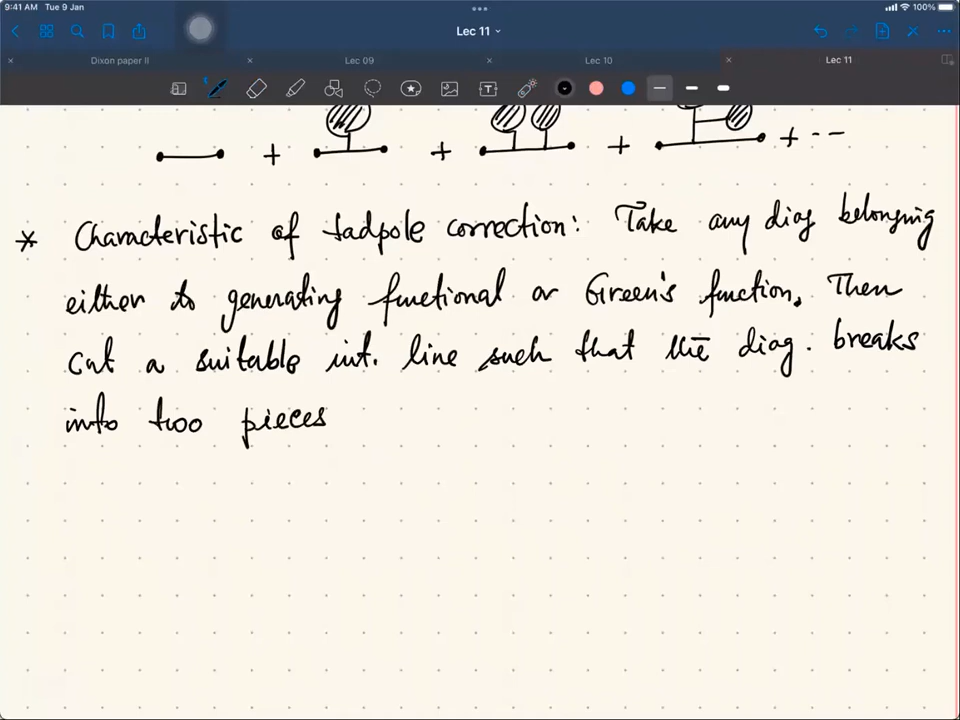 9:41 AM Tue 9 Jan
100%
Lec 11
Dixon paper II
Lec 09
Lec 10
Lec 11
+ + + + ---
* Characteristic of tadpole correction: Take any diag belonging
either to generating functional or Green's function. Then
cut a suitable int. line such that the diag. breaks
into two pieces